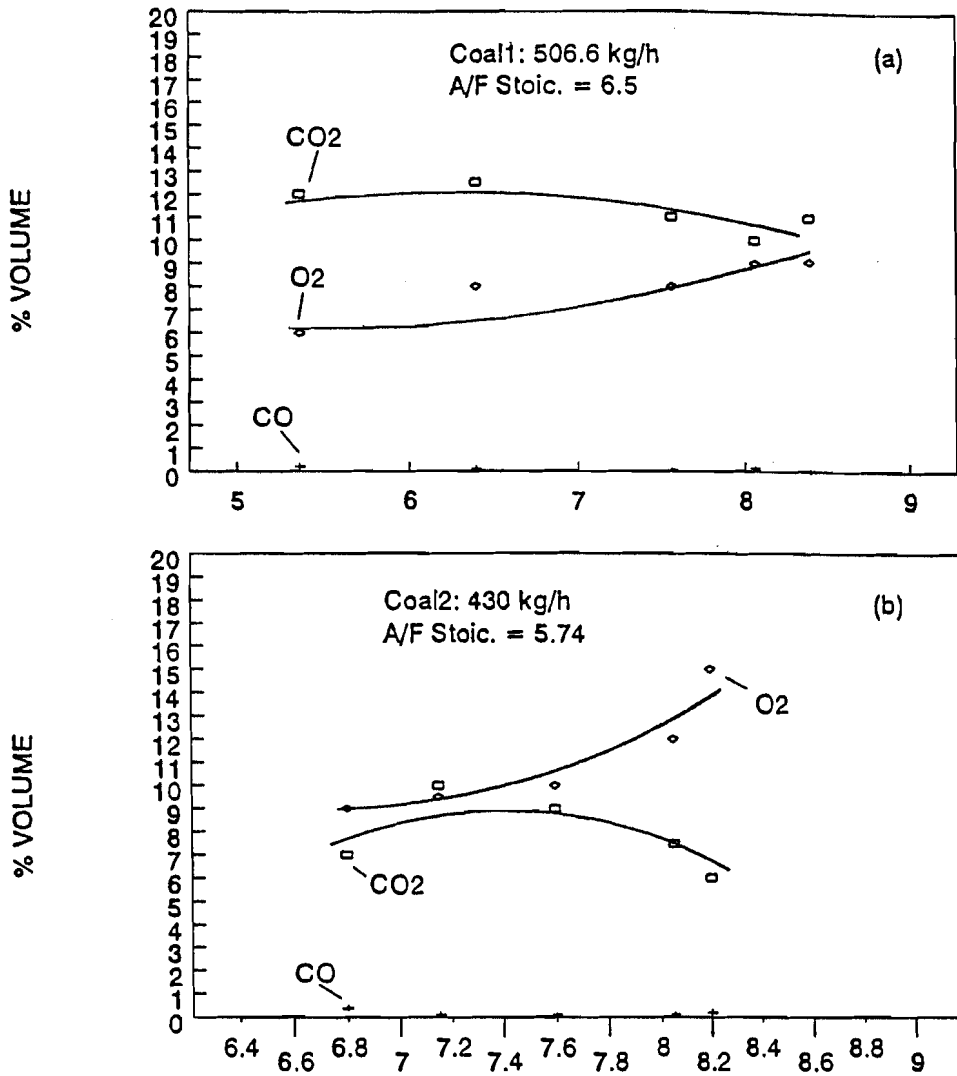 Coal1: 506.6 kg/h
A/F Stoic. = 6.5
(a)
% VOLUME
20
19
18
17
16
15
14
13
12
11
10
9
8
7
6
5
4
3
2
1
0
CO2
O2
CO
5 6 7 8 9
Coal2: 430 kg/h
A/F Stoic. = 5.74
(b)
% VOLUME
20
19
18
17
16
15
14
13
12
11
10
9
8
7
6
5
4
3
2
1
0
O2
CO2
CO
6.4 6.6 6.8 7 7.2 7.4 7.6 7.8 8 8.2 8.4 8.6 8.8 9